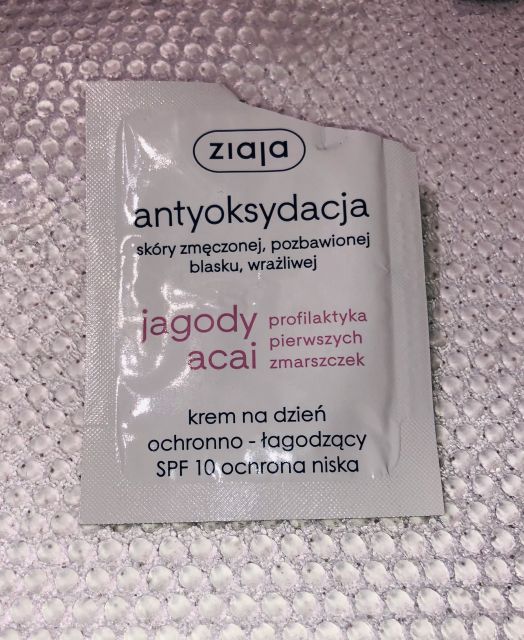 ziaja
antyoksydacja
skóry zmęczonej, pozbawionej
blasku, wrażliwej
jagody
acai
profilaktyka
pierwszych
zmarszczek
krem na dzień
ochronno - łagodzący
SPF 10 ochrona niska